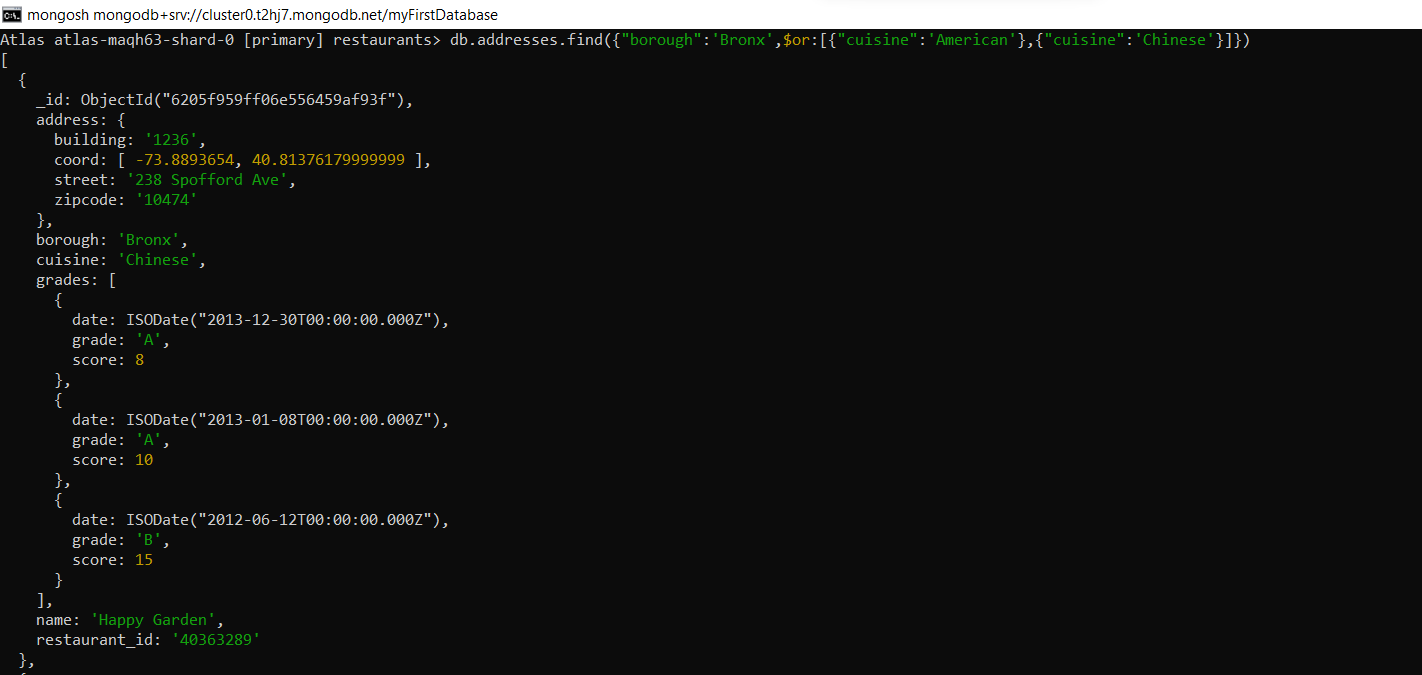 mongosh mongodb+srv://cluster0.t2hj7.mongodb.net/myFirstDatabase
Atlas atlas-maqh63-shard-0 [primary] restaurants> db.addresses.find({"borough":'Bronx',$or:[{"cuisine":'American'},{"cuisine":'Chinese'}]})
[
  {
    _id: ObjectId("6205f959ff06e556459af93f"),
    address: {
      building: '1236',
      coord: [ -73.8893654, 40.81376179999999 ],
      street: '238 Spofford Ave',
      zipcode: '10474'
    },
    borough: 'Bronx',
    cuisine: 'Chinese',
    grades: [
      {
        date: ISODate("2013-12-30T00:00:00.000Z"),
        grade: 'A',
        score: 8
      },
      {
        date: ISODate("2013-01-08T00:00:00.000Z"),
        grade: 'A',
        score: 10
      },
      {
        date: ISODate("2012-06-12T00:00:00.000Z"),
        grade: 'B',
        score: 15
      }
    ],
    name: 'Happy Garden',
    restaurant_id: '40363289'
  },